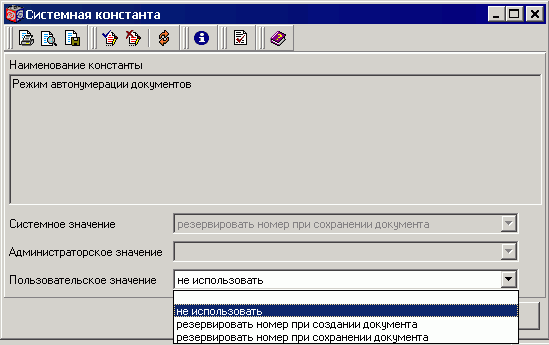 Системная константа
Наименование константы
Режим автонумерации документов
Системное значение
резервировать номер при сохранении документа
Администраторское значение
Пользовательское значение
не использовать
не использовать
резервировать номер при создании документа
резервировать номер при сохранении документа